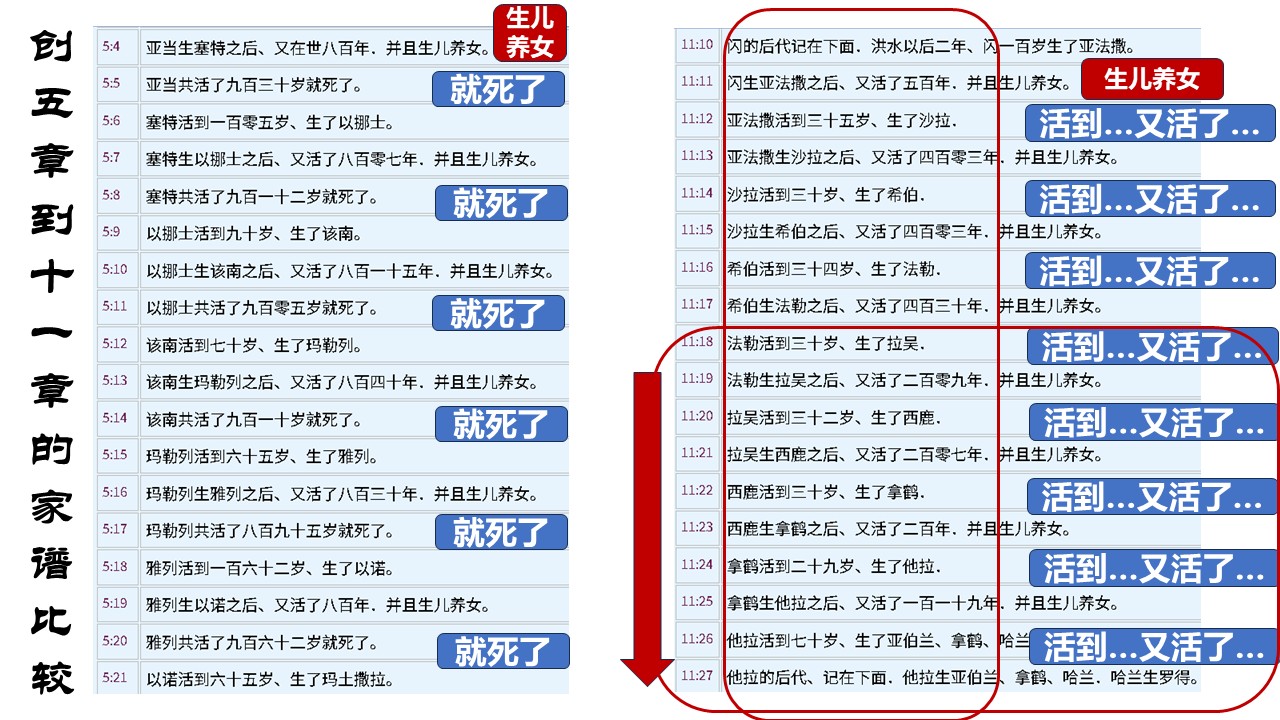 创五章到十一章的家谱比较
生儿
养女
5:4 亚当生塞特之后、又在世八百年．并且生儿养女。
5:5 亚当共活了九百三十岁就死了。
就死了
5:6 塞特活到一百零五岁、生了以挪士。
5:7 塞特生以挪士之后、又活了八百零七年．并且生儿养女。
5:8 塞特共活了九百一十二岁就死了。
就死了
5:9 以挪士活到九十岁、生了该南。
5:10 以挪士生该南之后、又活了八百一十五年．并且生儿养女。
5:11 以挪士共活了九百零五岁就死了。
就死了
5:12 该南活到七十岁、生了玛勒列。
5:13 该南生玛勒列之后、又活了八百四十年．并且生儿养女。
5:14 该南共活了九百一十岁就死了。
就死了
5:15 玛勒列活到六十五岁、生了雅列。
5:16 玛勒列生雅列之后、又活了八百三十年．并且生儿养女。
5:17 玛勒列共活了八百九十五岁就死了。
就死了
5:18 雅列活到一百六十二岁、生了以诺。
5:19 雅列生以诺之后、又活了八百年．并且生儿养女。
5:20 雅列共活了九百六十二岁就死了。
就死了
5:21 以诺活到六十五岁、生了玛土撒拉。
11:10 闪的后代记在下面．洪水以后二年、闪一百岁生了亚法撒。
11:11 闪生亚法撒之后、又活了五百年．并且生儿养女。
生儿养女
11:12 亚法撒活到三十五岁、生了沙拉．
活到…又活了…
11:13 亚法撒生沙拉之后、又活了四百零三年．并且生儿养女。
11:14 沙拉活到三十岁、生了希伯．
活到…又活了…
11:15 沙拉生希伯之后、又活了四百零三年．并且生儿养女。
11:16 希伯活到三十四岁、生了法勒．
活到…又活了…
11:17 希伯生法勒之后、又活了四百三十年．并且生儿养女。
11:18 法勒活到三十岁、生了拉吴．
活到…又活了…
11:19 法勒生拉吴之后、又活了二百零九年．并且生儿养女。
11:20 拉吴活到三十二岁、生了西鹿．
活到…又活了…
11:21 拉吴生西鹿之后、又活了二百零七年．并且生儿养女。
11:22 西鹿活到三十岁、生了拿鹤．
活到…又活了…
11:23 西鹿生拿鹤之后、又活了二百年．并且生儿养女。
11:24 拿鹤活到二十九岁、生了他拉．
活到…又活了…
11:25 拿鹤生他拉之后、又活了一百一十九年．并且生儿养女。
11:26 他拉活到七十岁、生了亚伯兰、拿鹤、哈兰
活到…又活了…
11:27 他拉的后代、记在下面．他拉生亚伯兰、拿鹤、哈兰．哈兰生罗得。